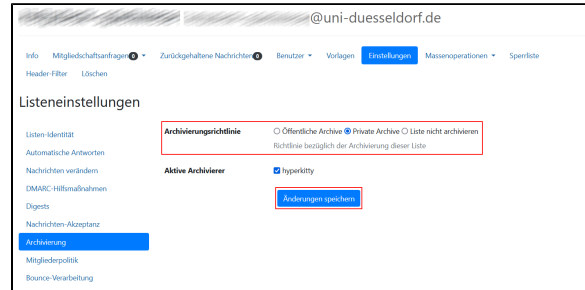 @uni-duesseldorf.de
Info Mitgliedschaftsanfragen 0 Zurückgehaltene Nachrichten 0 Benutzer Vorlagen Einstellungen Massenoperationen Sperrliste
Header-Filter Löschen
Listeneinstellungen
Listen-Identität
Automatische Antworten
Nachrichten verändern
DMARC-Hilfsmaßnahmen
Digests
Nachrichten-Akzeptanz
Archivierung
Mitgliederpolitik
Bounce-Verarbeitung
Archivierungsrichtlinie Öffentliche Archive Private Archive Liste nicht archivieren
Richtlinie bezüglich der Archivierung dieser Liste
Aktive Archivierer hyperkitty
Änderungen speichern